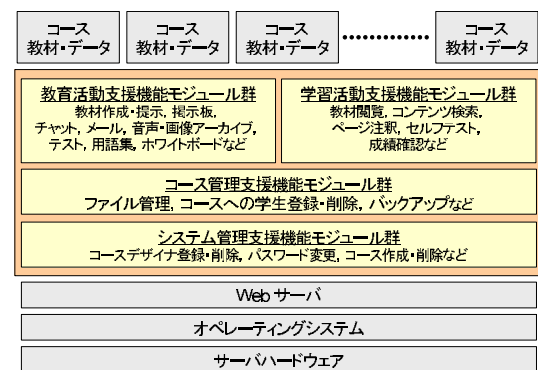 コース
教材・データ
コース
教材・データ
コース
教材・データ
コース
教材・データ
教育活動支援機能モジュール群
教材作成・提示, 掲示板,
チャット, メール, 音声・画像アーカイブ,
テスト, 用語集, ホワイトボードなど
学習活動支援機能モジュール群
教材閲覧, コンテンツ検索,
ページ注釈, セルフテスト,
成績確認など
コース管理支援機能モジュール群
ファイル管理, コースへの学生登録・削除, バックアップなど
システム管理支援機能モジュール群
コースデザイナ登録・削除, パスワード変更, コース作成・削除など
Web サーバ
オペレーティングシステム
サーバハードウェア